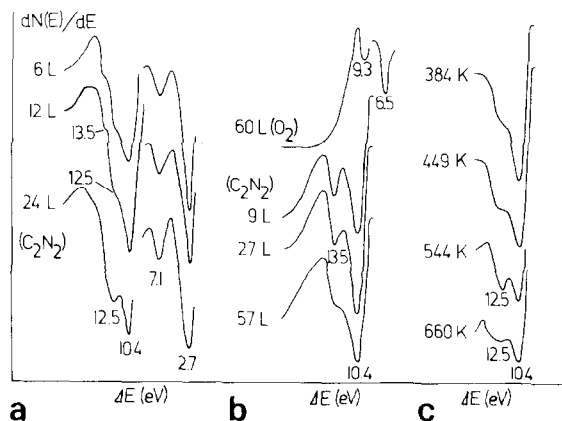 dN(E)/dE
6 L
12L
13.5
12.5
24 L
(C₂N₂)
12.5
10.4
7.1
2.7
ΔE (eV)
a
9.3
6.5
60 L (O₂)
(C₂N₂)
9 L
27 L
13.5
57 L
10.4
ΔE (eV)
b
384 K
449 K
544 K
12.5
660 K
12.5
10.4
ΔE (eV)
c